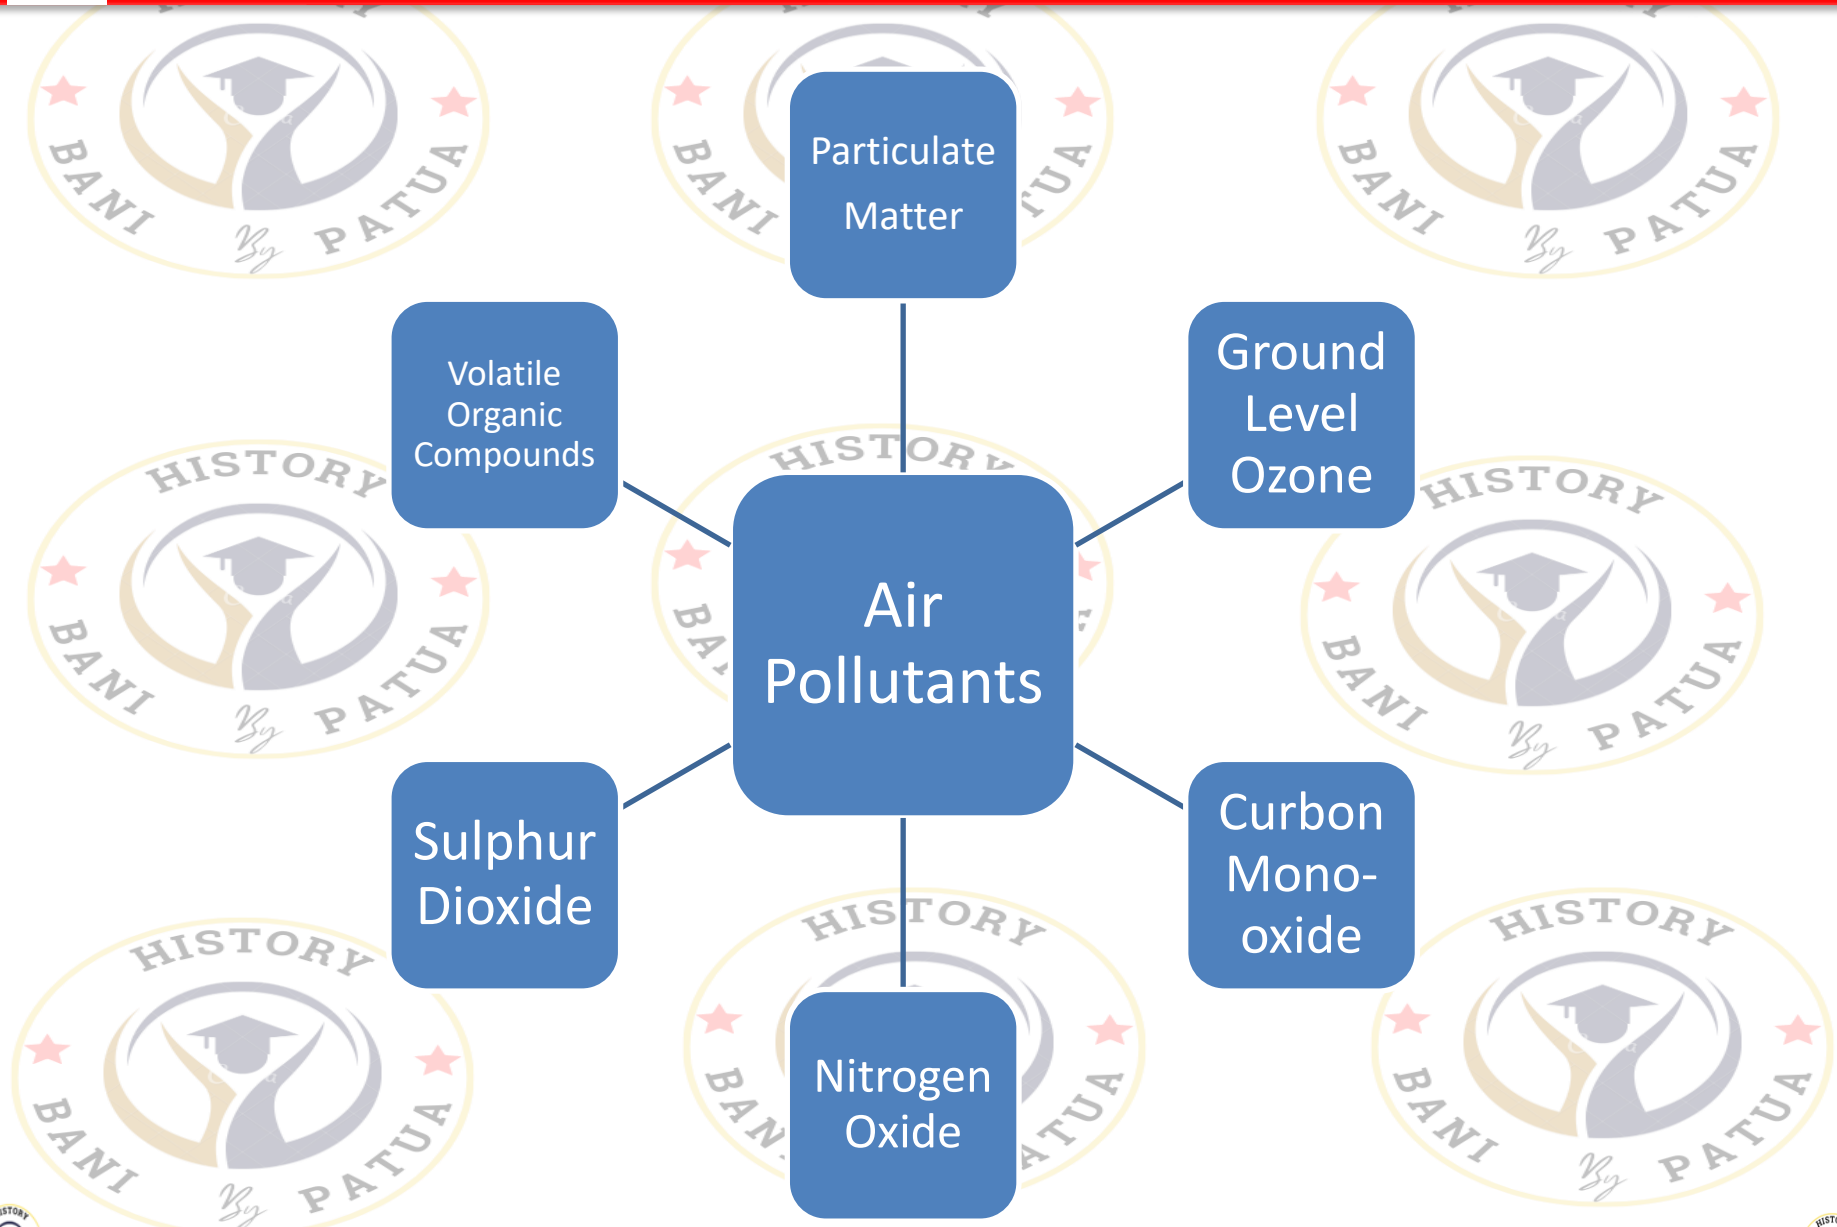 Particulate
Matter
Ground
Level
Ozone
Curbon
Mono-
oxide
Nitrogen
Oxide
Sulphur
Dioxide
Volatile
Organic
Compounds
Air
Pollutants
HISTORY
BANI By PATUA